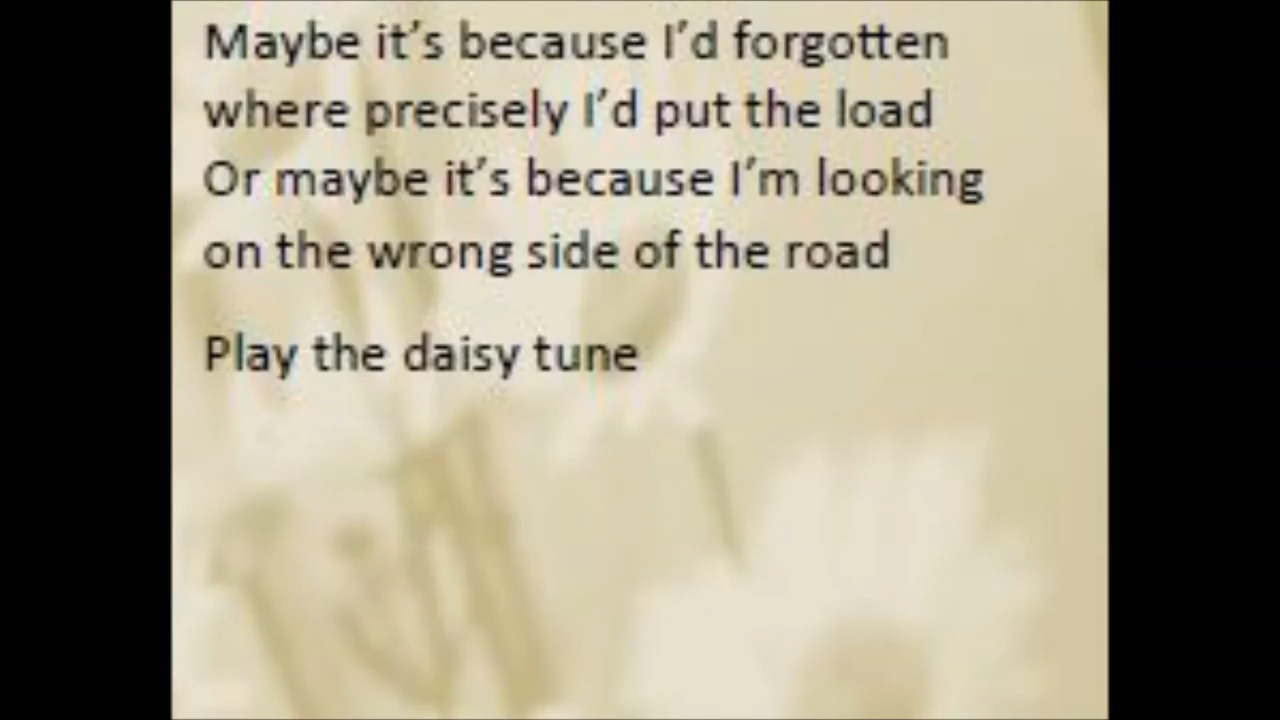 Maybe it's because I'd forgotten
where precisely I'd put the load
Or maybe it's because I'm looking
on the wrong side of the road
Play the daisy tune